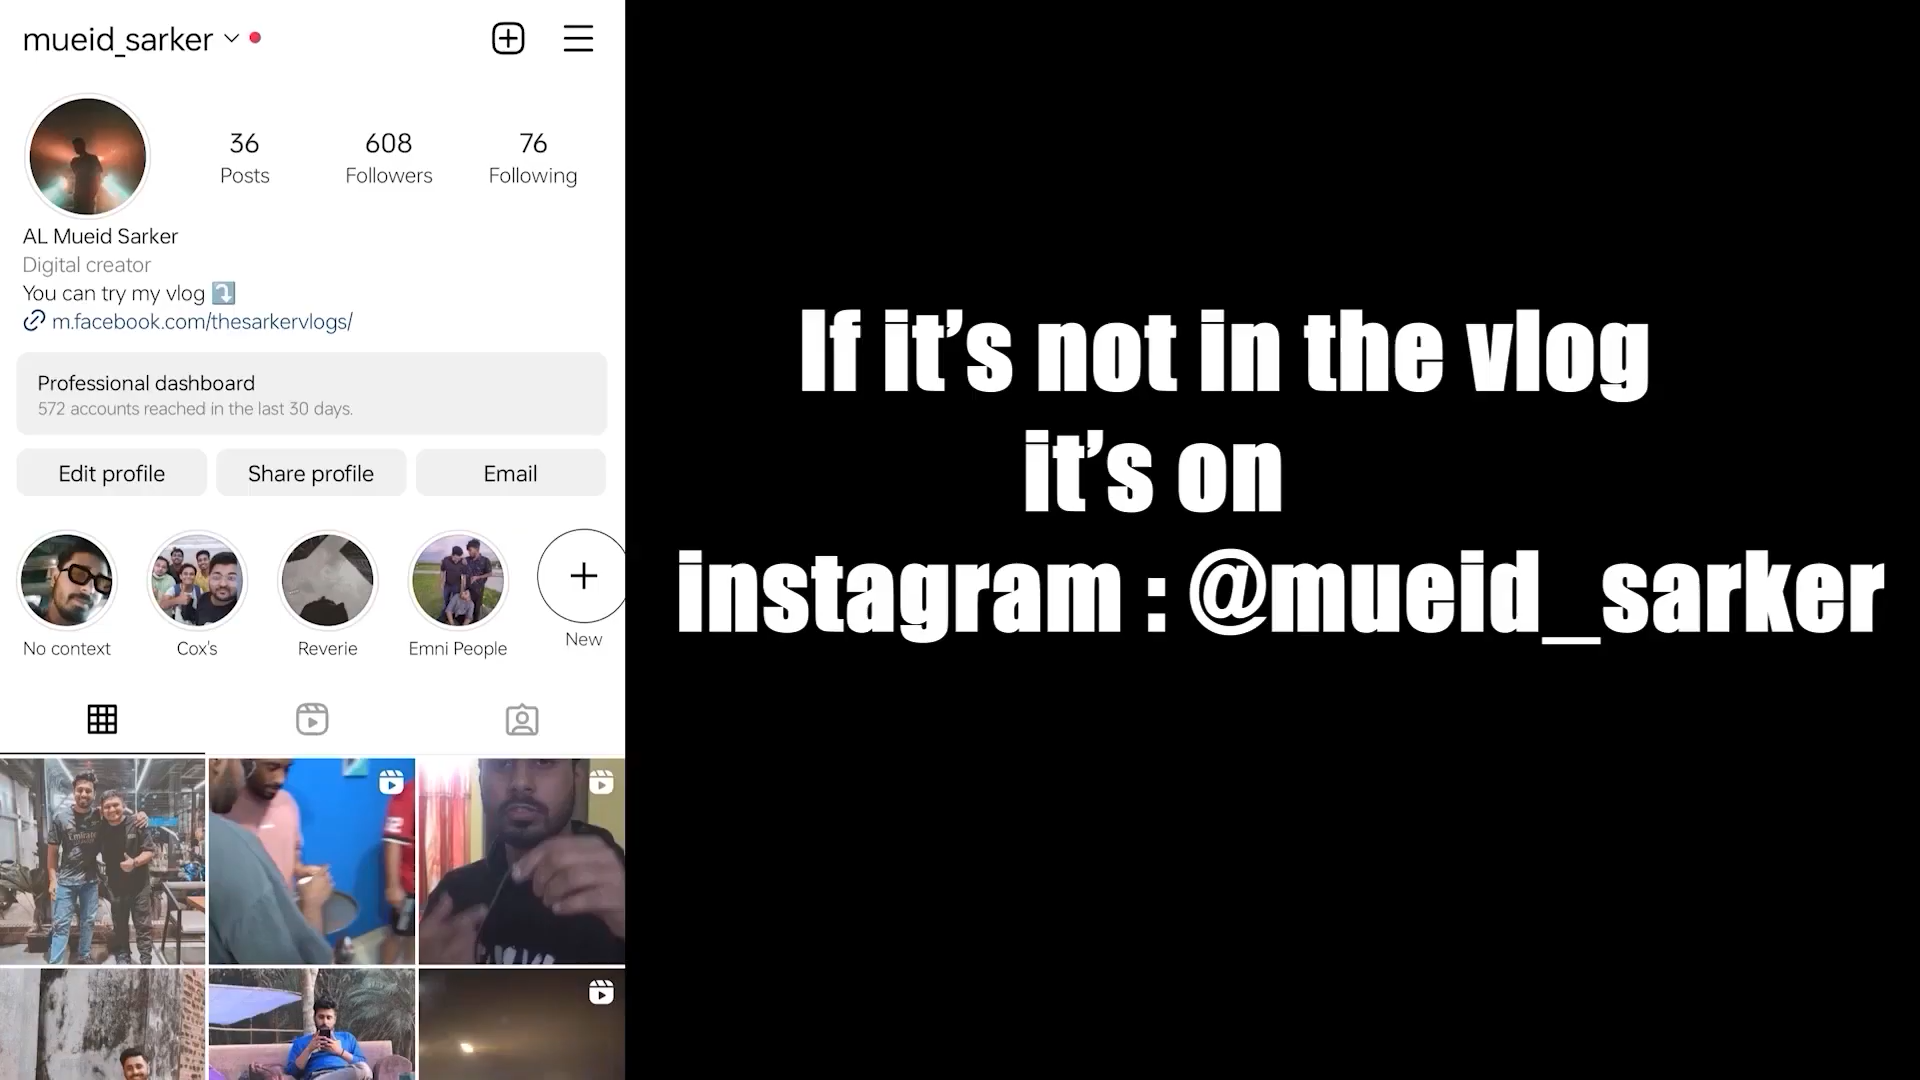 mueid_sarker
36
608
76
Posts
Followers
Following
AL Mueid Sarker
Digital creator
You can try my vlog ⤵️
m.facebook.com/thesarkervlogs/
Professional dashboard
572 accounts reached in the last 30 days.
Edit profile
Share profile
Email
No context
Cox's
Reverie
Emni People
New
If it’s not in the vlog
it’s on
instagram : @mueid_sarker